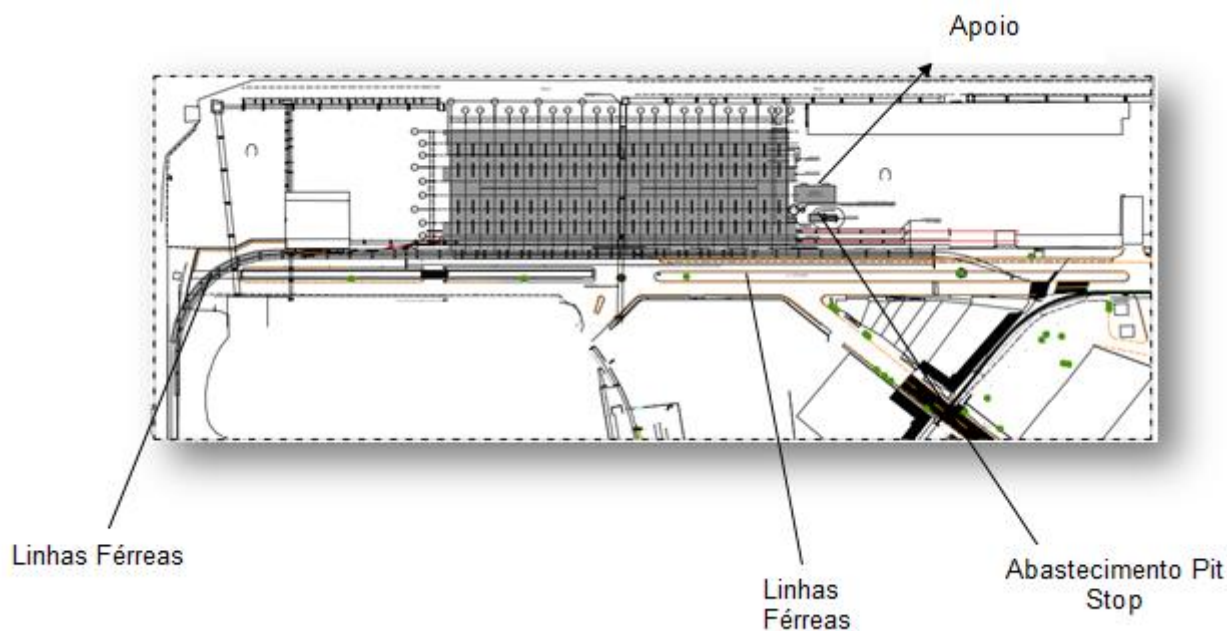 Apoio
Linhas Férreas
Linhas
Férreas
Abastecimento Pit
Stop